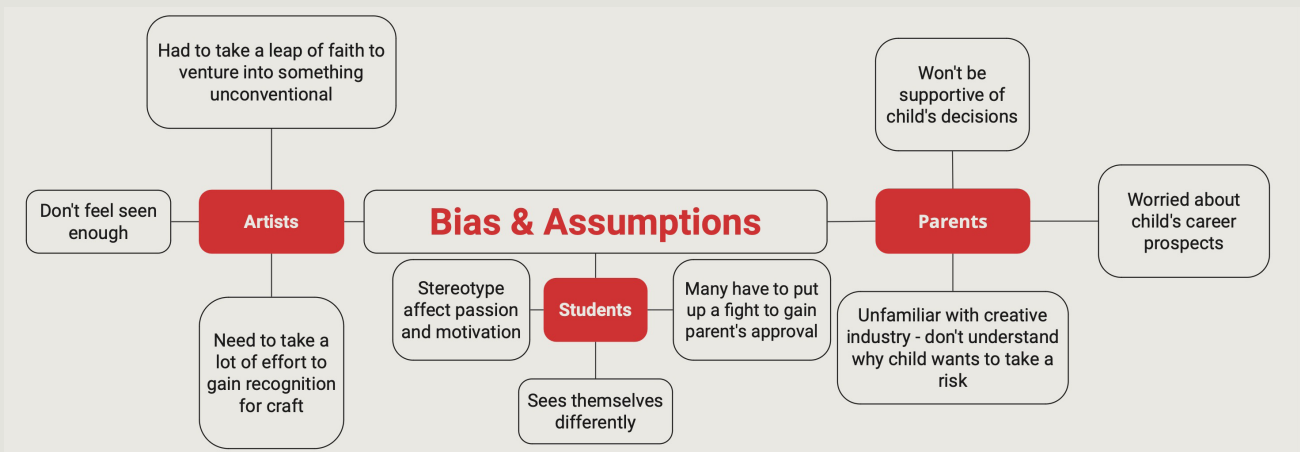 Had to take a leap of faith to
venture into something
unconventional
Don't feel seen
enough
Artists
Need to take a
lot of effort to
gain recognition
for craft
Bias & Assumptions
Stereotype
affect passion
and motivation
Students
Many have to put
up a fight to gain
parent's approval
Sees themselves
differently
Won't be
supportive of
child's decisions
Parents
Worried about
child's career
prospects
Unfamiliar with creative
industry - don't understand
why child wants to take a
risk